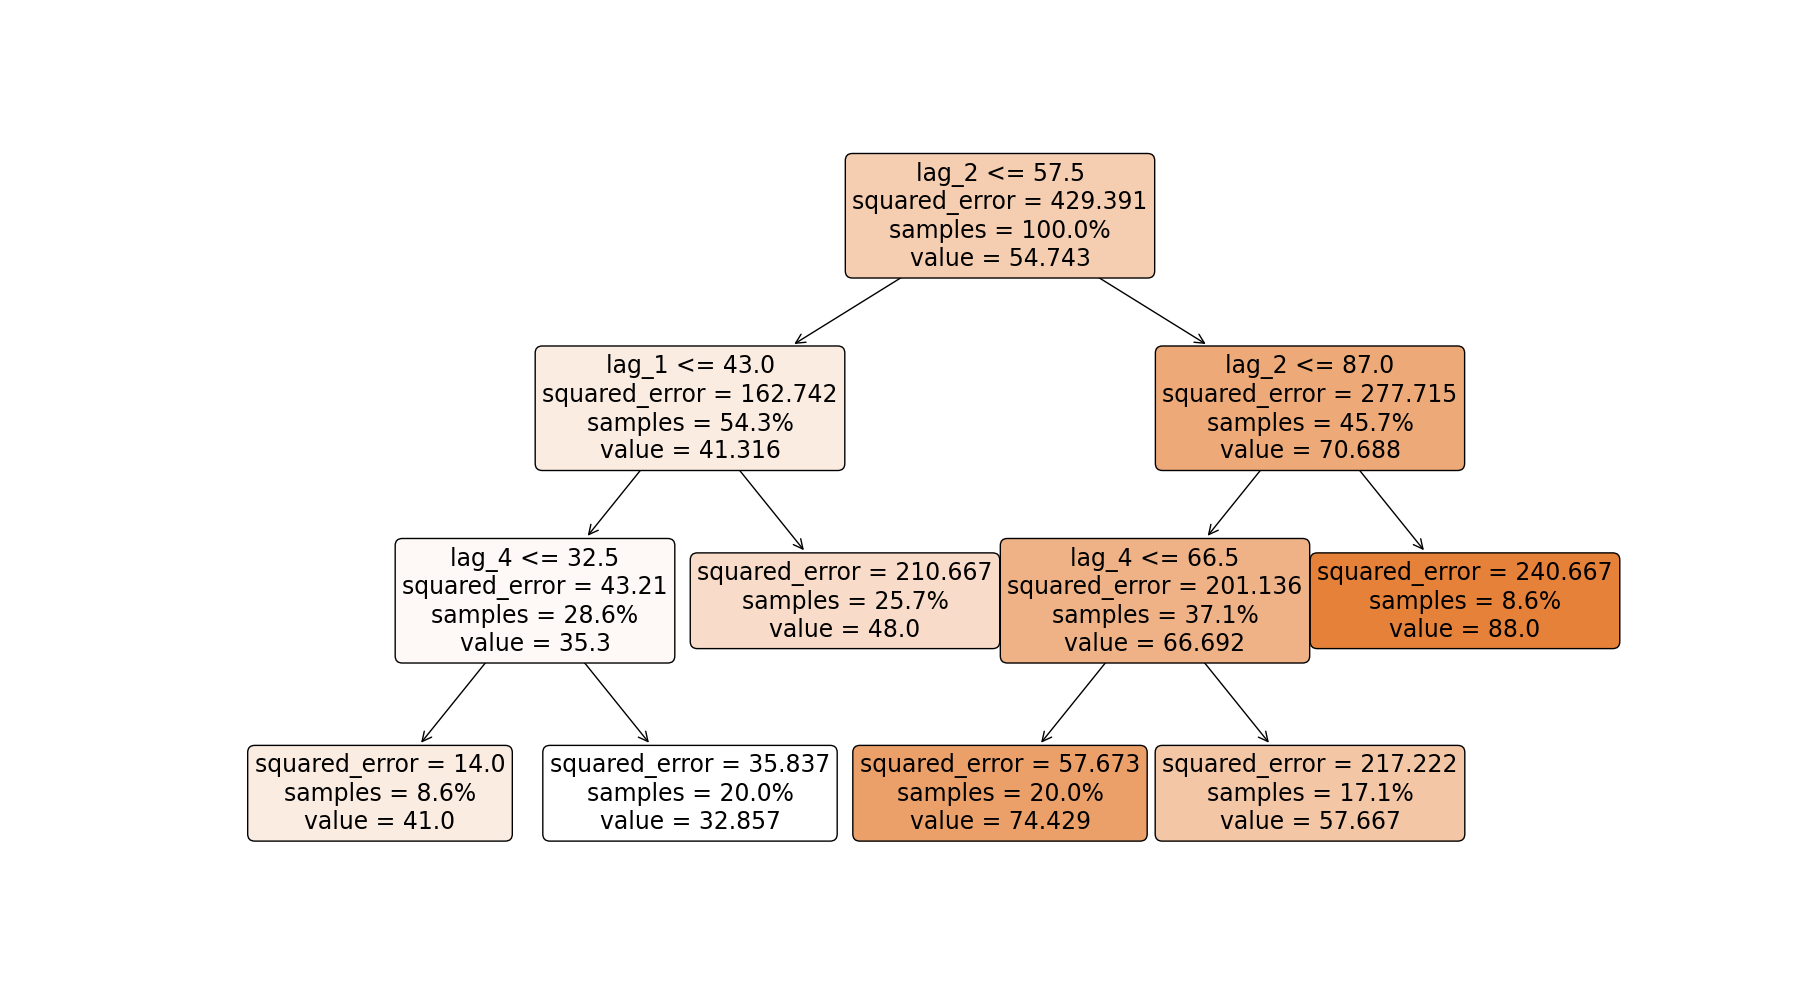 lag_2 <= 57.5
squared_error = 429.391
samples = 100.0%
value = 54.743
lag_1 <= 43.0
squared_error = 162.742
samples = 54.3%
value = 41.316
lag_2 <= 87.0
squared_error = 277.715
samples = 45.7%
value = 70.688
lag_4 <= 32.5
squared_error = 43.21
samples = 28.6%
value = 35.3
squared_error = 210.667
samples = 25.7%
value = 48.0
lag_4 <= 66.5
squared_error = 201.136
samples = 37.1%
value = 66.692
squared_error = 240.667
samples = 8.6%
value = 88.0
squared_error = 14.0
samples = 8.6%
value = 41.0
squared_error = 35.837
samples = 20.0%
value = 32.857
squared_error = 57.673
samples = 20.0%
value = 74.429
squared_error = 217.222
samples = 17.1%
value = 57.667